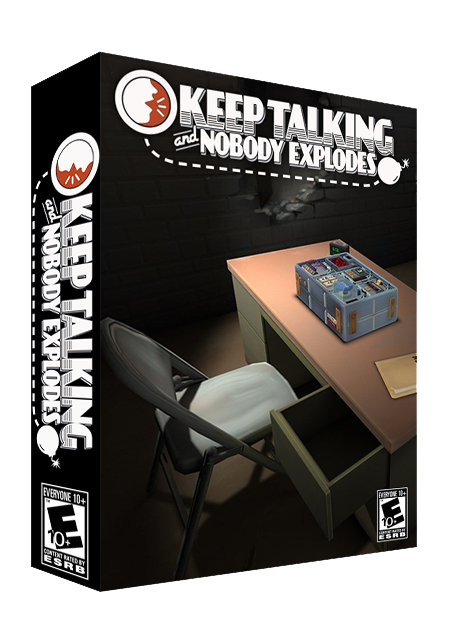 KEEP TALKING
and NOBODY EXPLODES
KEEP TALKING
and NOBODY EXPLODES
EVERYONE 10+
E
10+
CONTENT RATED BY
ESRB
EVERYONE 10+
E
10+
CONTENT RATED BY
ESRB